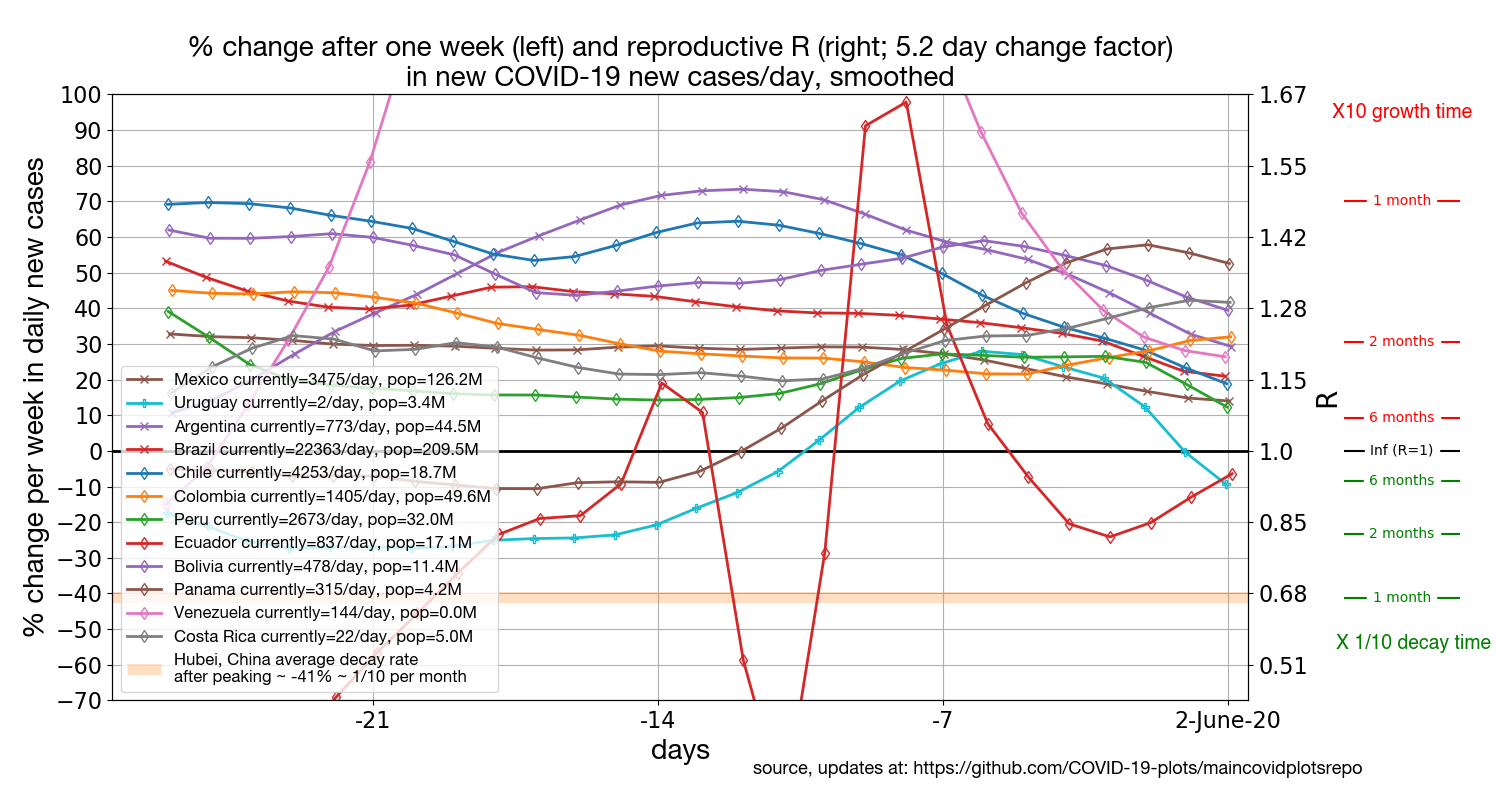 % change after one week (left) and reproductive R (right; 5.2 day change factor)
in new COVID-19 new cases/day, smoothed
% change per week in daily new cases
100
90
80
70
60
50
40
30
20
10
0
−10
−20
−30
−40
−50
−60
−70
Mexico currently=3475/day, pop=126.2M
Uruguay currently=2/day, pop=3.4M
Argentina currently=773/day, pop=44.5M
Brazil currently=22363/day, pop=209.5M
Chile currently=4253/day, pop=18.7M
Colombia currently=1405/day, pop=49.6M
Peru currently=2673/day, pop=32.0M
Ecuador currently=837/day, pop=17.1M
Bolivia currently=478/day, pop=11.4M
Panama currently=315/day, pop=4.2M
Venezuela currently=144/day, pop=0.0M
Costa Rica currently=22/day, pop=5.0M
Hubei, China average decay rate
after peaking ~ -41% ~ 1/10 per month
-21
-14
-7
2-June-20
days
1.67
1.55
1.42
1.28
1.15
1.0
0.85
0.68
0.51
R
X10 growth time
1 month
2 months
6 months
Inf (R=1)
6 months
2 months
1 month
X 1/10 decay time
source, updates at: https://github.com/COVID-19-plots/maincovidplotsrepo